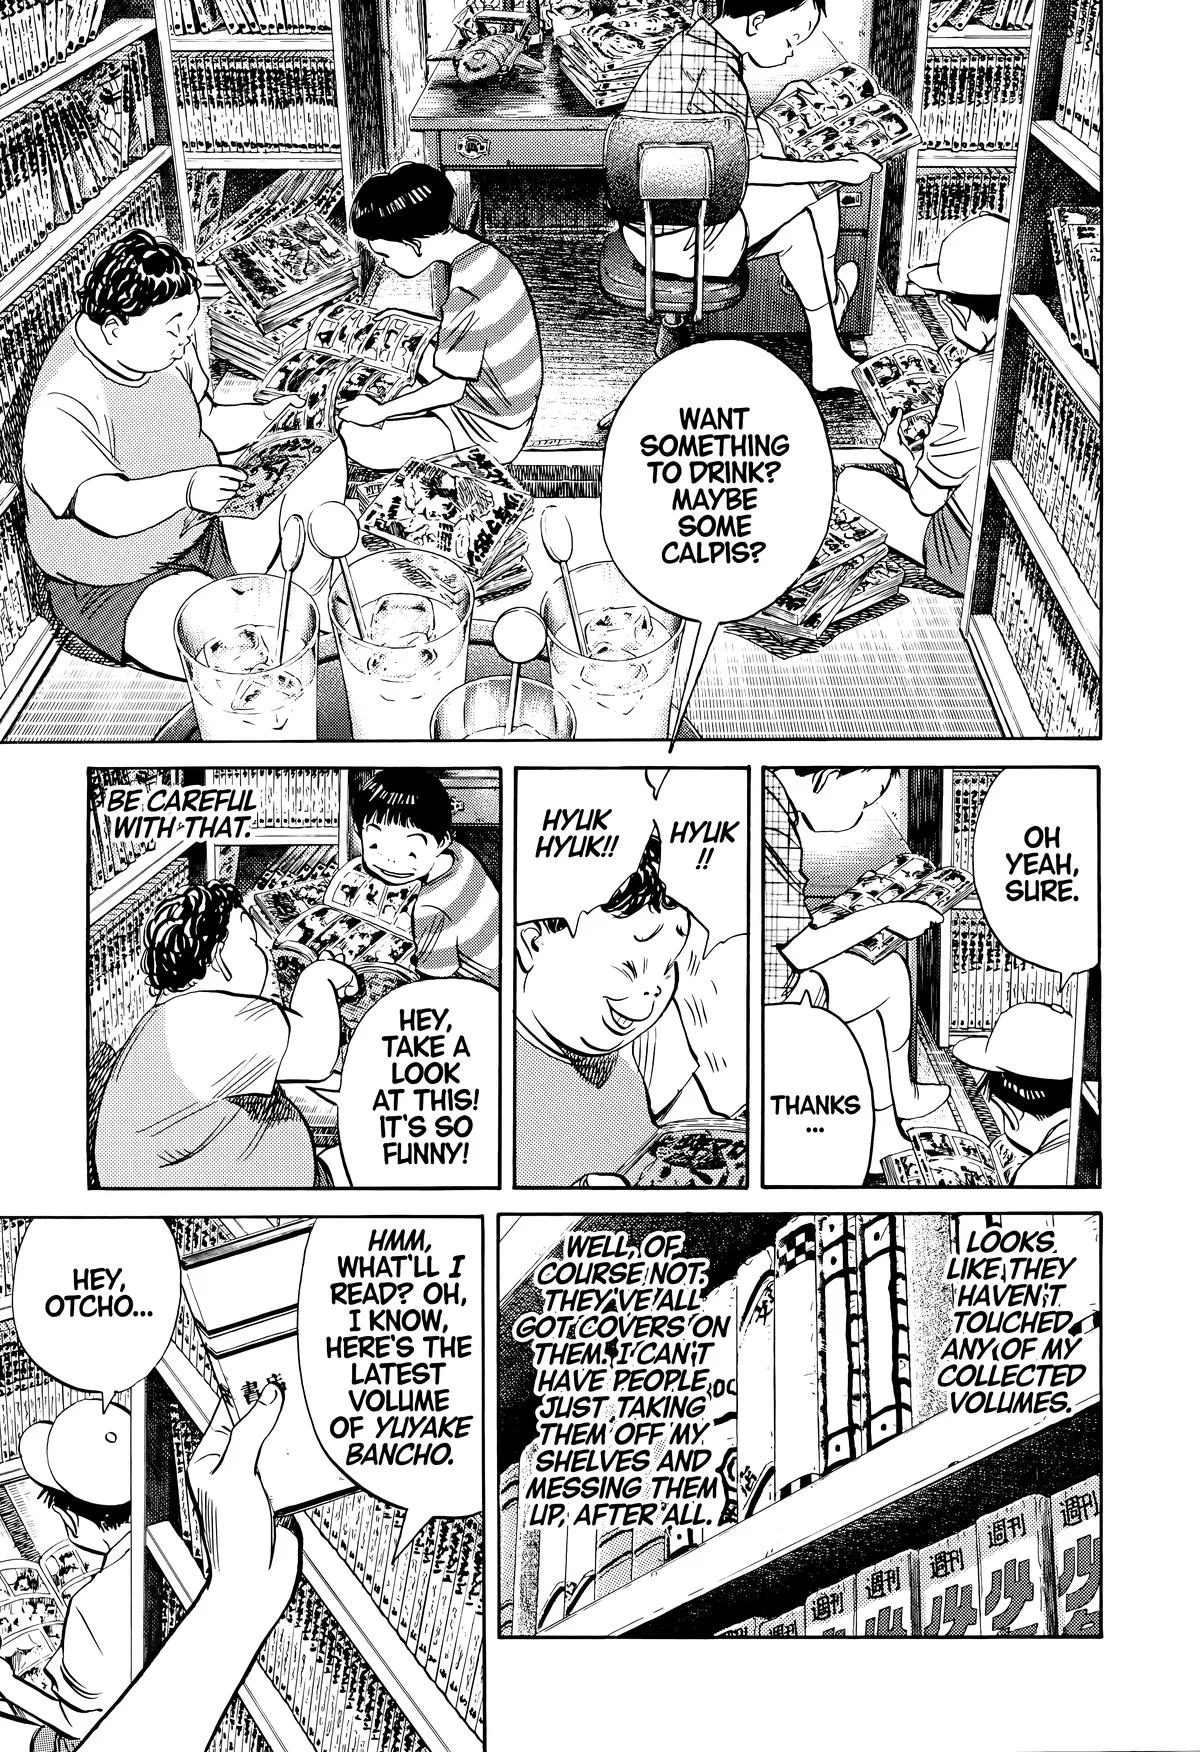 WANT
SOMETHING
TO DRINK?
MAYBE
SOME
CALPIS?
OH
YEAH,
SURE.
THANKS
...
HYUK
!!
HYUK
HYUK!!
BE CAREFUL
WITH THAT.
HEY,
TAKE A
LOOK
AT THIS!
IT'S SO
FUNNY!
LOOKS
LIKE THEY
HAVEN'T
TOUCHED
ANY OF MY
COLLECTED
VOLUMES.
WELL, OF
COURSE NOT.
THEY'VE ALL
GOT COVERS ON
THEM. I CAN'T
HAVE PEOPLE
JUST TAKING
THEM OFF MY
SHELVES AND
MESSING THEM
UP, AFTER ALL.
週刊
週刊
週刊
週刊
週刊
HMM,
WHAT'LL I
READ? OH,
I KNOW,
HERE'S THE
LATEST
VOLUME
OF YUYAKE
BANCHO.
HEY,
OTCHO...